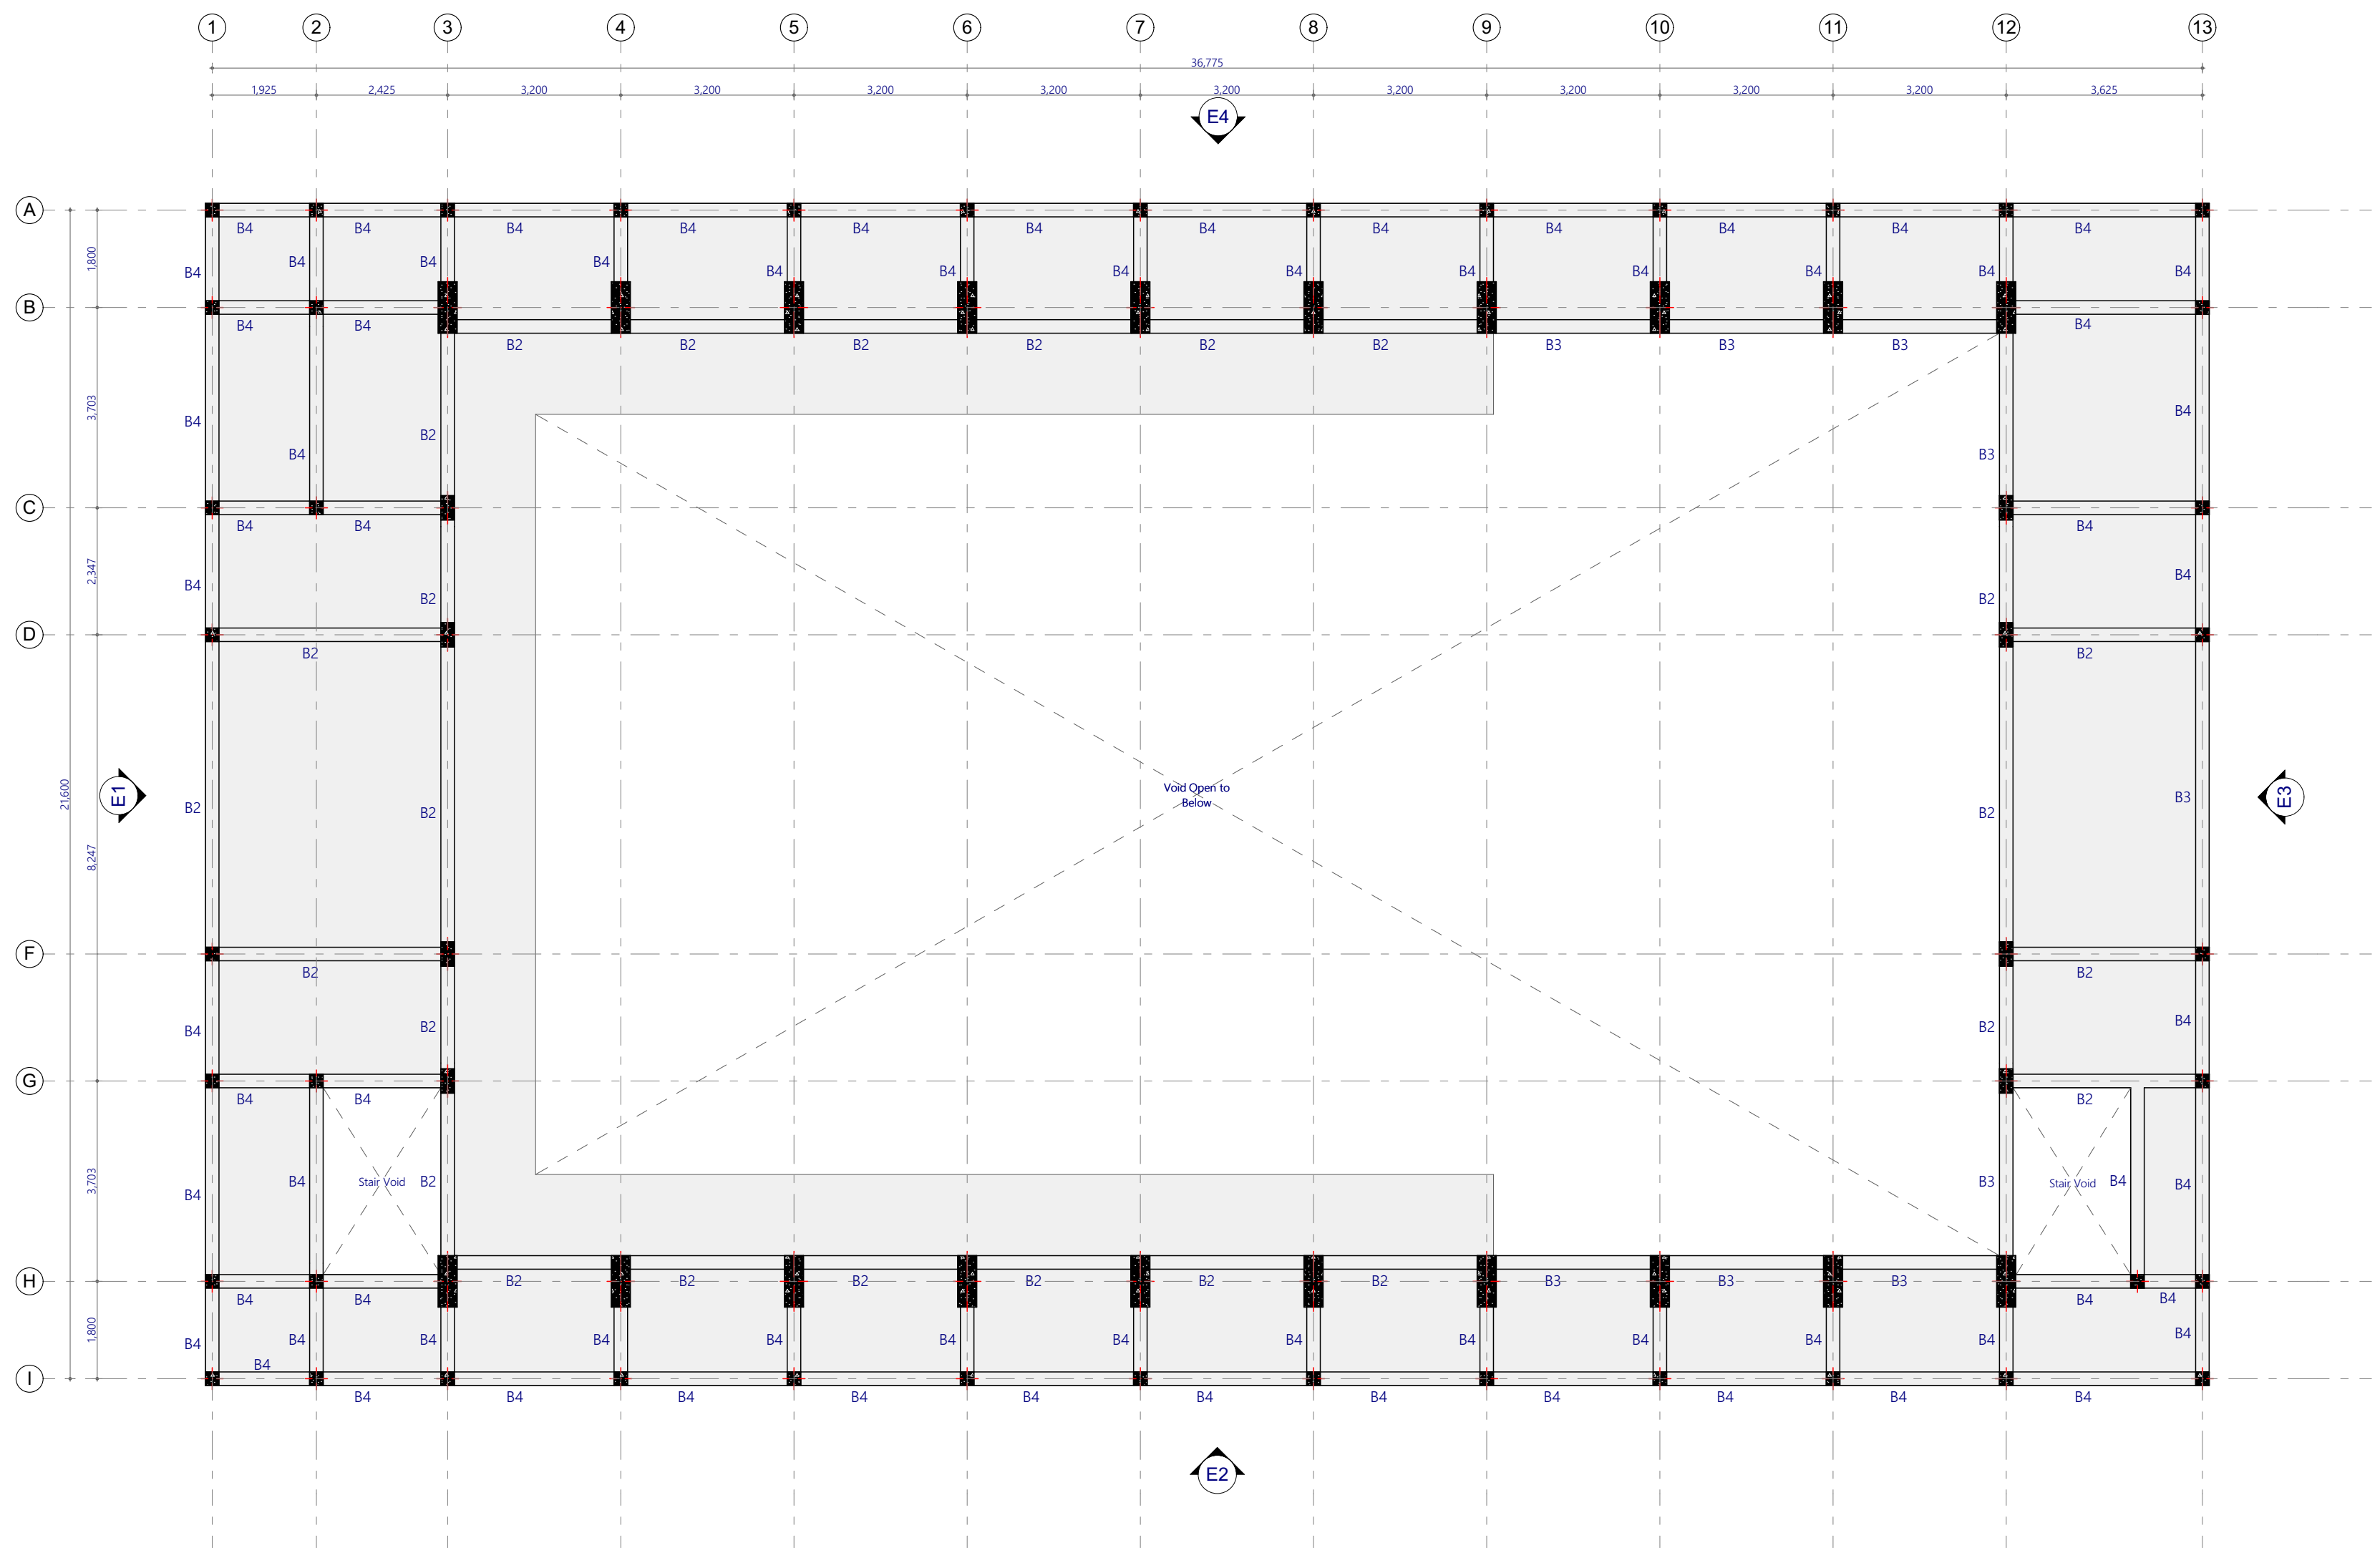 1 2 3 4 5 6 7 8 9 10 11 12 13
36,775
1,925 2,425 3,200 3,200 3,200 3,200 3,200 3,200 3,200 3,200 3,200 3,625
E4
A
B4 B4 B4 B4 B4 B4 B4 B4 B4 B4 B4 B4
1,800 B4 B4 B4 B4 B4 B4 B4 B4 B4 B4 B4 B4 B4
B
B4 B4 B4
B2 B2 B2 B2 B2 B2 B3 B3 B3
3,703 B4 B4 B2 B3 B4
C
B4 B4 B4
2,347 B4 B2 B2 B4
D
B2 B2
21,600 E1 B2 B2 B2 B3 E3
Void Open to
Below
8,247
F
B2 B2
B4 B2 B2 B4
G
B4 B4 B2
3,703 B4 B4 Stair Void B2 B3 Stair Void B4 B4
H
B2 B2 B2 B2 B2 B2 B3 B3 B3
B4 B4 B4 B4
1,800 B4 B4 B4 B4 B4 B4 B4 B4 B4 B4 B4 B4 B4
B4
I
B4 B4 B4 B4 B4 B4 B4 B4 B4 B4 B4
E2